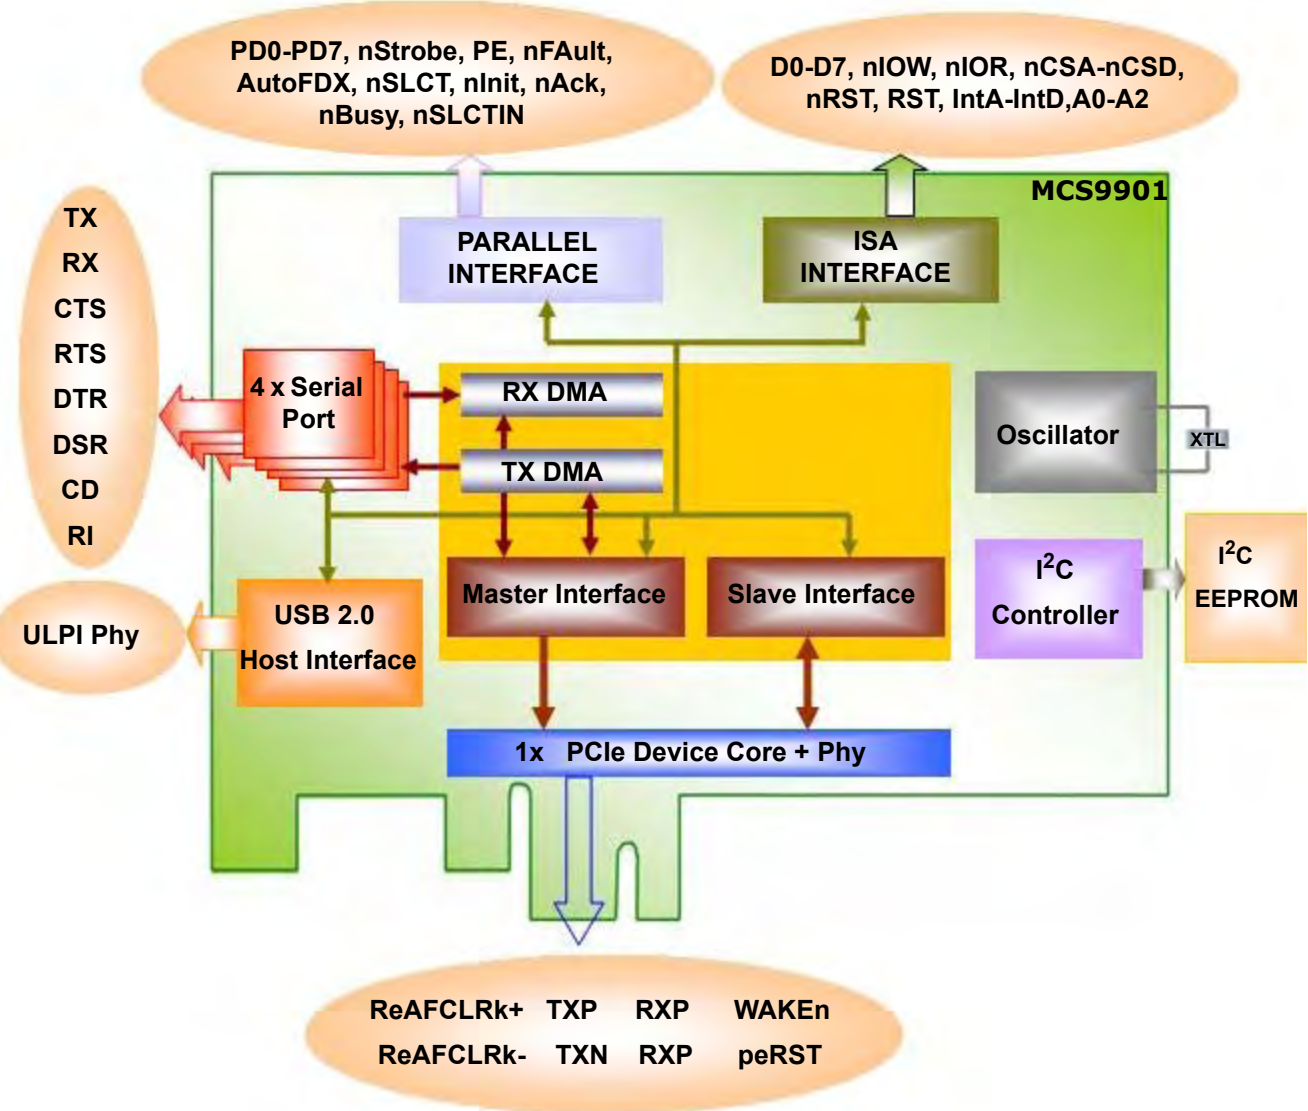 PD0-PD7, nStrobe, PE, nFAult,
AutoFDX, nSLCT, nInit, nAck,
nBusy, nSLCTIN
D0-D7, nIOW, nIOR, nCSA-nCSD,
nRST, RST, IntA-IntD,A0-A2
MCS9901
PARALLEL
INTERFACE
ISA
INTERFACE
TX
RX
CTS
RTS
DTR
DSR
CD
RI
4 x Serial
Port
RX DMA
TX DMA
Oscillator
XTL
Master Interface
Slave Interface
I²C
Controller
I²C
EEPROM
USB 2.0
Host Interface
ULPI Phy
1x PCIe Device Core + Phy
ReAFCLRk+ TXP RXP WAKEn
ReAFCLRk- TXN RXP peRST